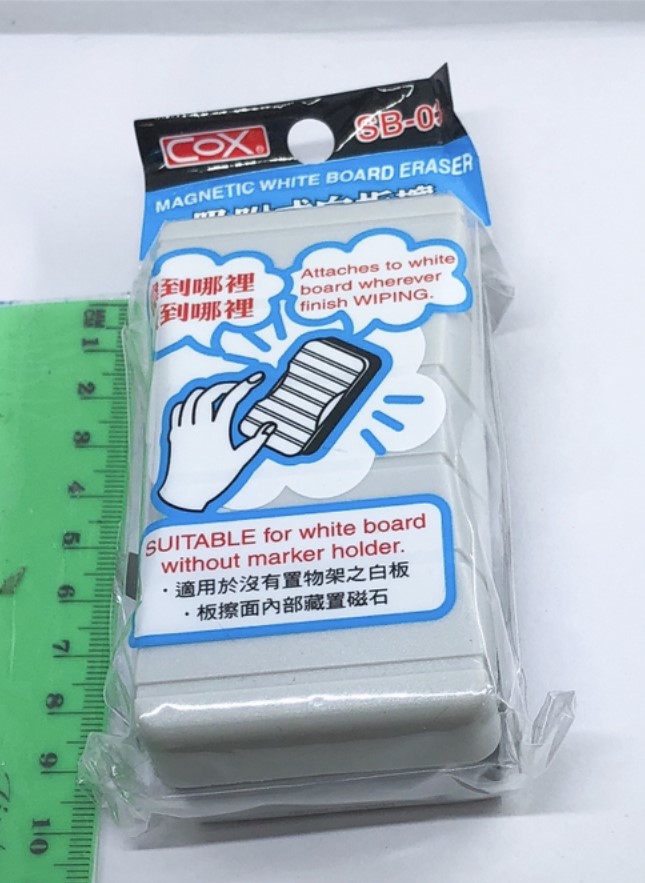 COX®
SB-0
MAGNETIC WHITE BOARD ERASER
到哪裡
到哪裡
Attaches to white
board wherever
finish WIPING.
SUITABLE for white board
without marker holder.
·適用於沒有置物架之白板
·板擦面內部藏置磁石
MM
CM
1
2
3
4
5
6
7
8
9
10